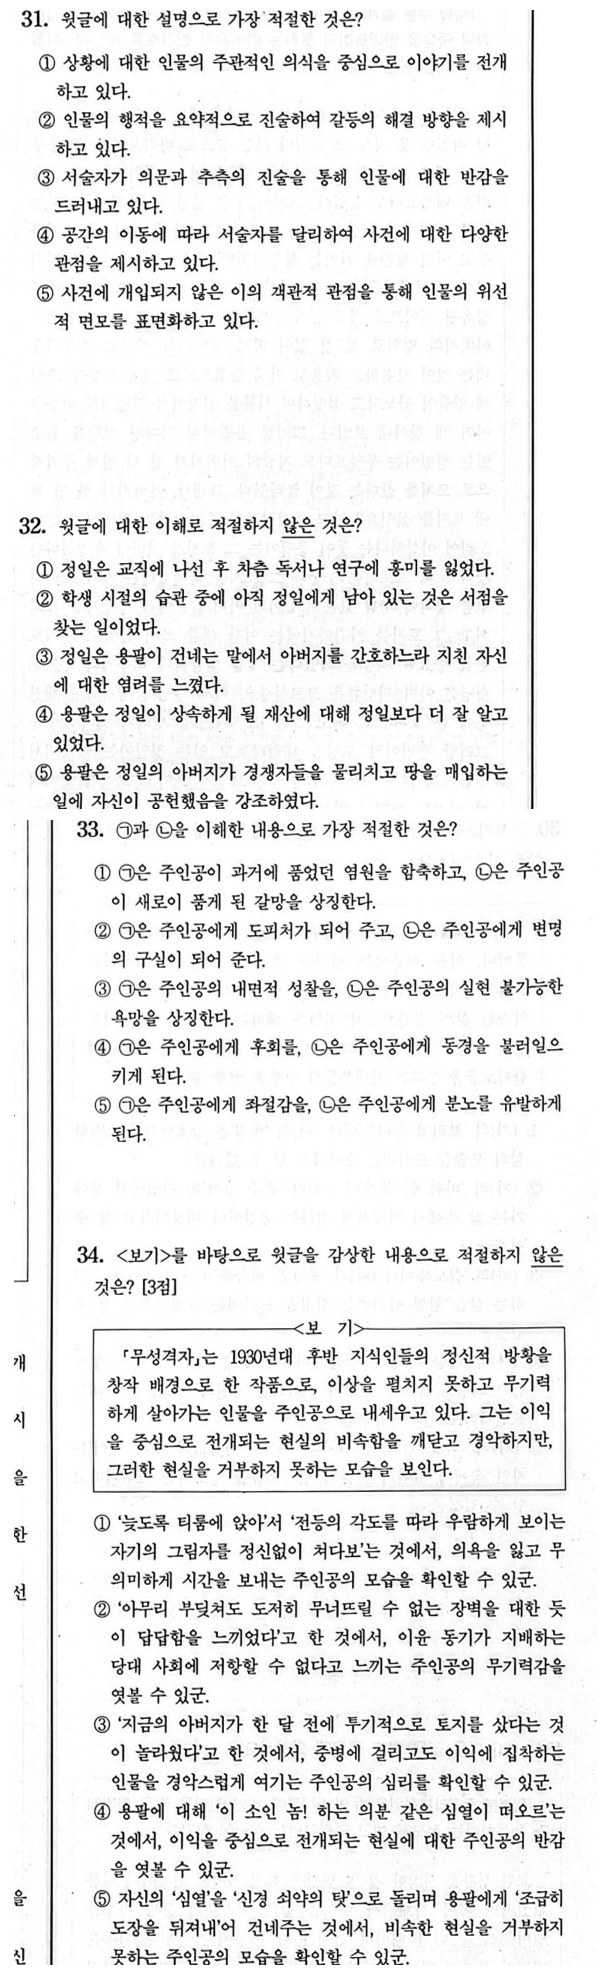 31. 윗글에 대한 설명으로 가장 적절한 것은?
① 상황에 대한 인물의 주관적인 의식을 중심으로 이야기를 전개
하고 있다.
② 인물의 행적을 요약적으로 진술하여 갈등의 해결 방향을 제시
하고 있다.
③ 서술자가 의문과 추측의 진술을 통해 인물에 대한 반감을
드러내고 있다.
④ 공간의 이동에 따라 서술자를 달리하여 사건에 대한 다양한
관점을 제시하고 있다.
⑤ 사건에 개입되지 않은 이의 객관적 관점을 통해 인물의 위선
적 면모를 표면화하고 있다.
32. 윗글에 대한 이해로 적절하지 않은 것은?
① 정일은 교직에 나선 후 차츰 독서나 연구에 흥미를 잃었다.
② 학생 시절의 습관 중에 아직 정일에게 남아 있는 것은 서점을
찾는 일이었다.
③ 정일은 용팔이 건네는 말에서 아버지를 간호하느라 지친 자신
에 대한 염려를 느꼈다.
④ 용팔은 정일이 상속하게 될 재산에 대해 정일보다 더 잘 알고
있었다.
⑤ 용팔은 정일의 아버지가 경쟁자들을 물리치고 땅을 매입하는
일에 자신이 공헌했음을 강조하였다.
33. ㉠과 ㉡을 이해한 내용으로 가장 적절한 것은?
① ㉠은 주인공이 과거에 품었던 염원을 함축하고, ㉡은 주인공
이 새로이 품게 된 갈망을 상징한다.
② ㉠은 주인공에게 도피처가 되어 주고, ㉡은 주인공에게 변명
의 구실이 되어 준다.
③ ㉠은 주인공의 내면적 성찰을, ㉡은 주인공의 실현 불가능한
욕망을 상징한다.
④ ㉠은 주인공에게 후회를, ㉡은 주인공에게 동경을 불러일으
키게 된다.
⑤ ㉠은 주인공에게 좌절감을, ㉡은 주인공에게 분노를 유발하게
된다.
34. <보기>를 바탕으로 윗글을 감상한 내용으로 적절하지 않은
것은? [3점]
<보 기>
「무성격자」는 1930년대 후반 지식인들의 정신적 방황을
창작 배경으로 한 작품으로, 이상을 펼치지 못하고 무기력
하게 살아가는 인물을 주인공으로 내세우고 있다. 그는 이익
을 중심으로 전개되는 현실의 비속함을 깨닫고 경악하지만,
그러한 현실을 거부하지 못하는 모습을 보인다.
① ‘늦도록 티룸에 앉아’서 ‘전등의 각도를 따라 우람하게 보이는
자기의 그림자를 정신없이 쳐다보’는 것에서, 의욕을 잃고 무
의미하게 시간을 보내는 주인공의 모습을 확인할 수 있군.
② ‘아무리 부딪쳐도 도저히 무너뜨릴 수 없는 장벽을 대한 듯
이 답답함을 느끼었다’고 한 것에서, 이윤 동기가 지배하는
당대 사회에 저항할 수 없다고 느끼는 주인공의 무기력감을
엿볼 수 있군.
③ ‘지금의 아버지가 한 달 전에 투기적으로 토지를 샀다는 것
이 놀라웠다’고 한 것에서, 중병에 걸리고도 이익에 집착하는
인물을 경악스럽게 여기는 주인공의 심리를 확인할 수 있군.
④ 용팔에 대해 ‘이 소인 놈! 하는 의분 같은 심열이 떠오르’는
것에서, 이익을 중심으로 전개되는 현실에 대한 주인공의 반감
을 엿볼 수 있군.
⑤ 자신의 ‘심열’을 ‘신경 쇠약의 탓’으로 돌리며 용팔에게 ‘조급히
도장을 뒤져내’어 건네주는 것에서, 비속한 현실을 거부하지
못하는 주인공의 모습을 확인할 수 있군.
개
시
을
한
선
을
신